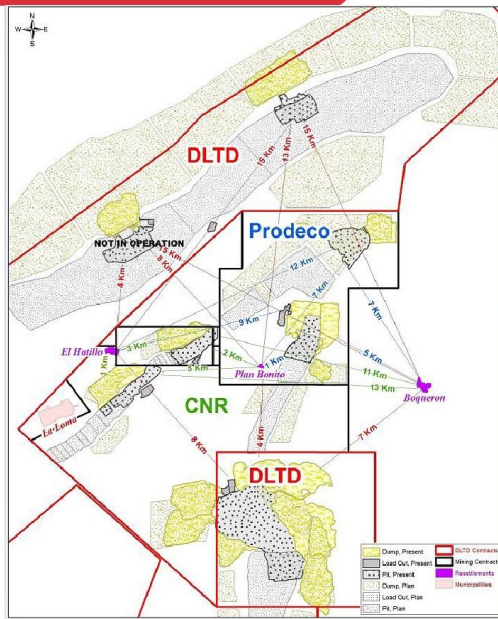 N
W E
S
DLTD
15 Km
13 Km
15 Km
NOT IN OPERATION
Prodeco
15 Km
8 Km
4 Km
12 Km
7 Km
9 Km
7 Km
El Hatillo
3 Km
1 Km
2 Km
1 Km
5 Km
Plan Bonito
5 Km
11 Km
13 Km
Boqueron
CNR
La Loma
8 Km
4 Km
7 Km
DLTD
Dump, Present
Load Out, Present
Pit, Present
Dump, Plan
Load Out, Plan
Pit, Plan
DLTD Contracts
Mining Contract
Resettlements
Municipalities